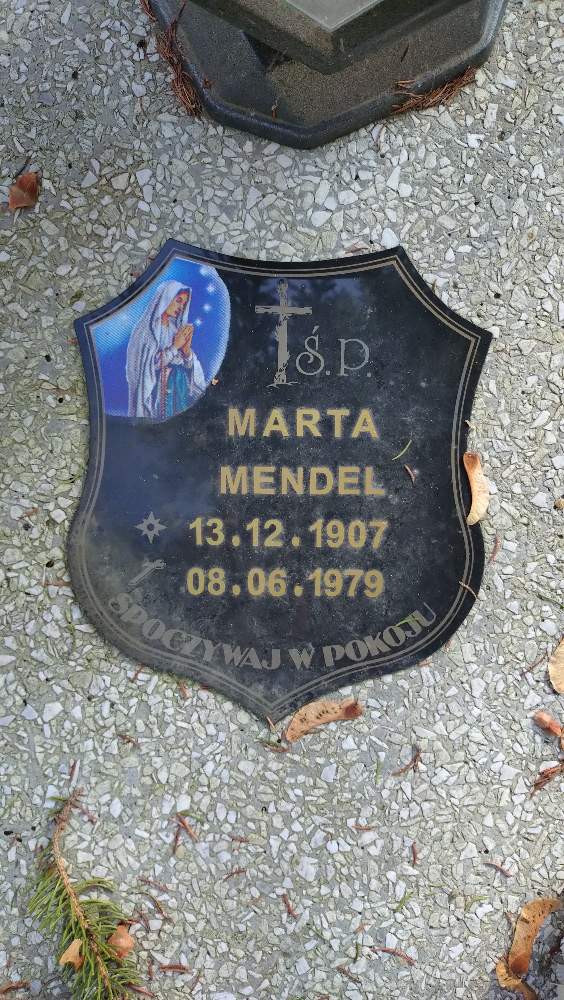 Ś.P.
MARTA
MENDEL
13.12.1907
08.06.1979
SPOCZYWAJ W POKOJU